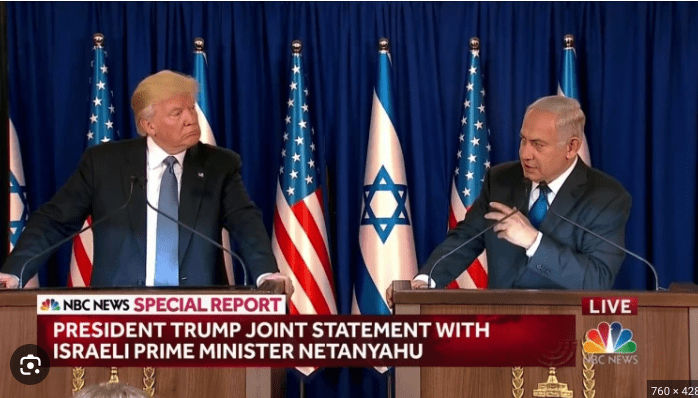 NBC NEWS SPECIAL REPORT
LIVE
PRESIDENT TRUMP JOINT STATEMENT WITH
ISRAELI PRIME MINISTER NETANYAHU
NBC NEWS
760 × 428